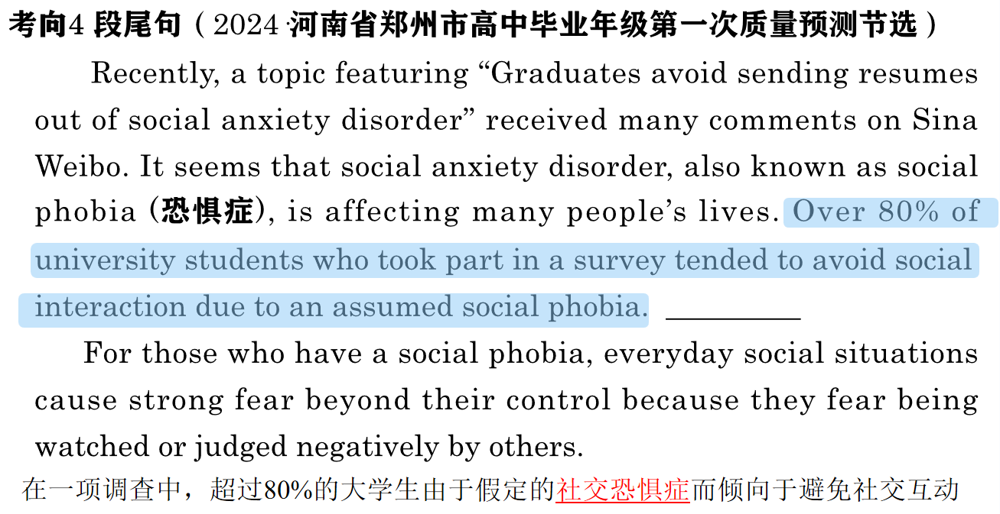 考向4 段尾句（2024·河南省郑州市高中毕业年级第一次质量预测节选）
Recently, a topic featuring “Graduates avoid sending resumes
out of social anxiety disorder” received many comments on Sina
Weibo. It seems that social anxiety disorder, also known as social
phobia (恐惧症), is affecting many people’s lives. Over 80% of
university students who took part in a survey tended to avoid social
interaction due to an assumed social phobia. ________
For those who have a social phobia, everyday social situations
cause strong fear beyond their control because they fear being
watched or judged negatively by others.
在一项调查中，超过80%的大学生由于假定的社交恐惧症而倾向于避免社交互动